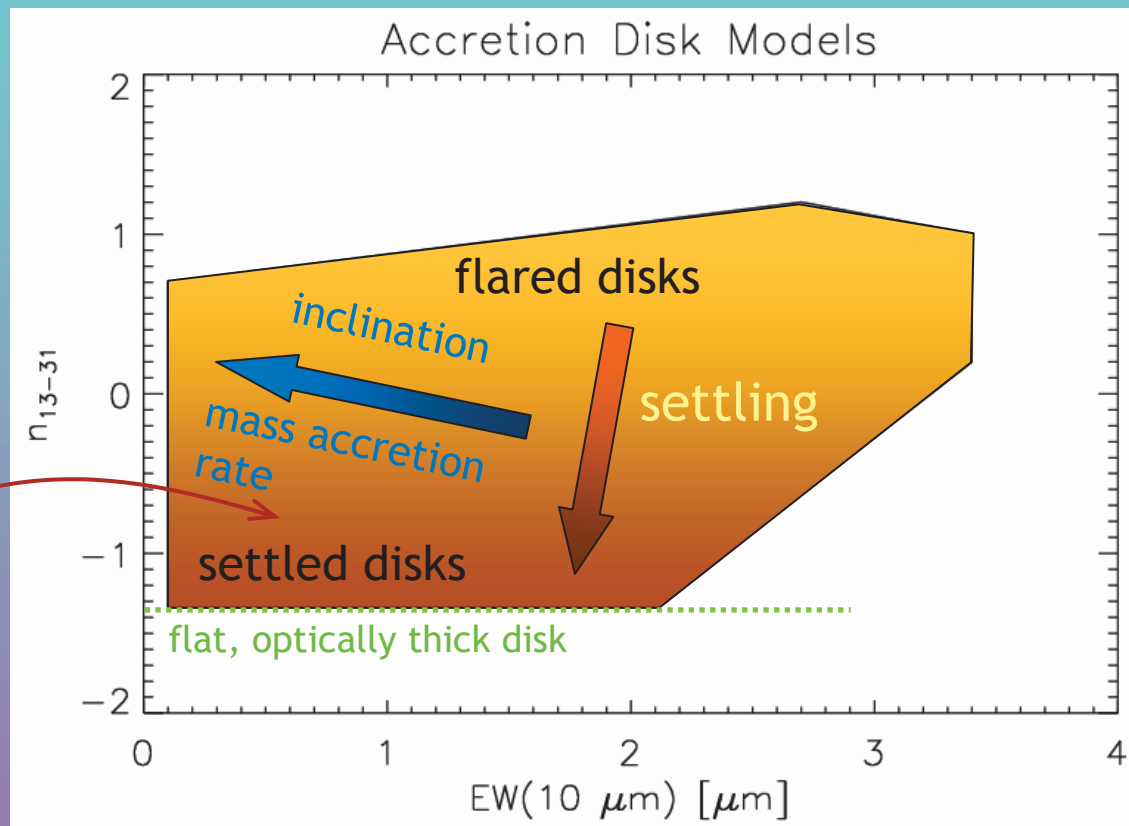 Accretion Disk Models
2
1
0
−1
−2
n13−31
flared disks
inclination
settling
mass accretion
rate
settled disks
flat, optically thick disk
0 1 2 3 4
EW(10 μm) [μm]